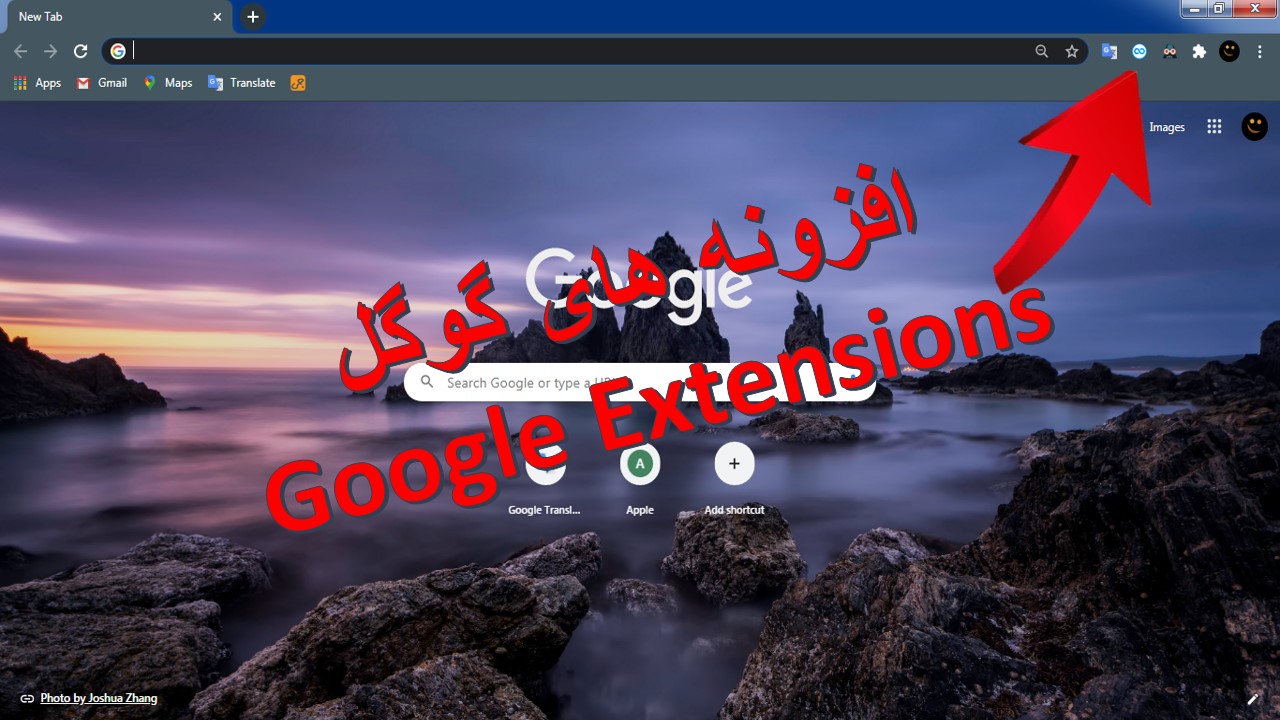 New Tab
Apps Gmail Maps Translate
Images
افزونه های گوگل
Google
Search Google or type a URL
Google Extensions
A
Google Transl... Apple Add shortcut
Photo by Joshua Zhang